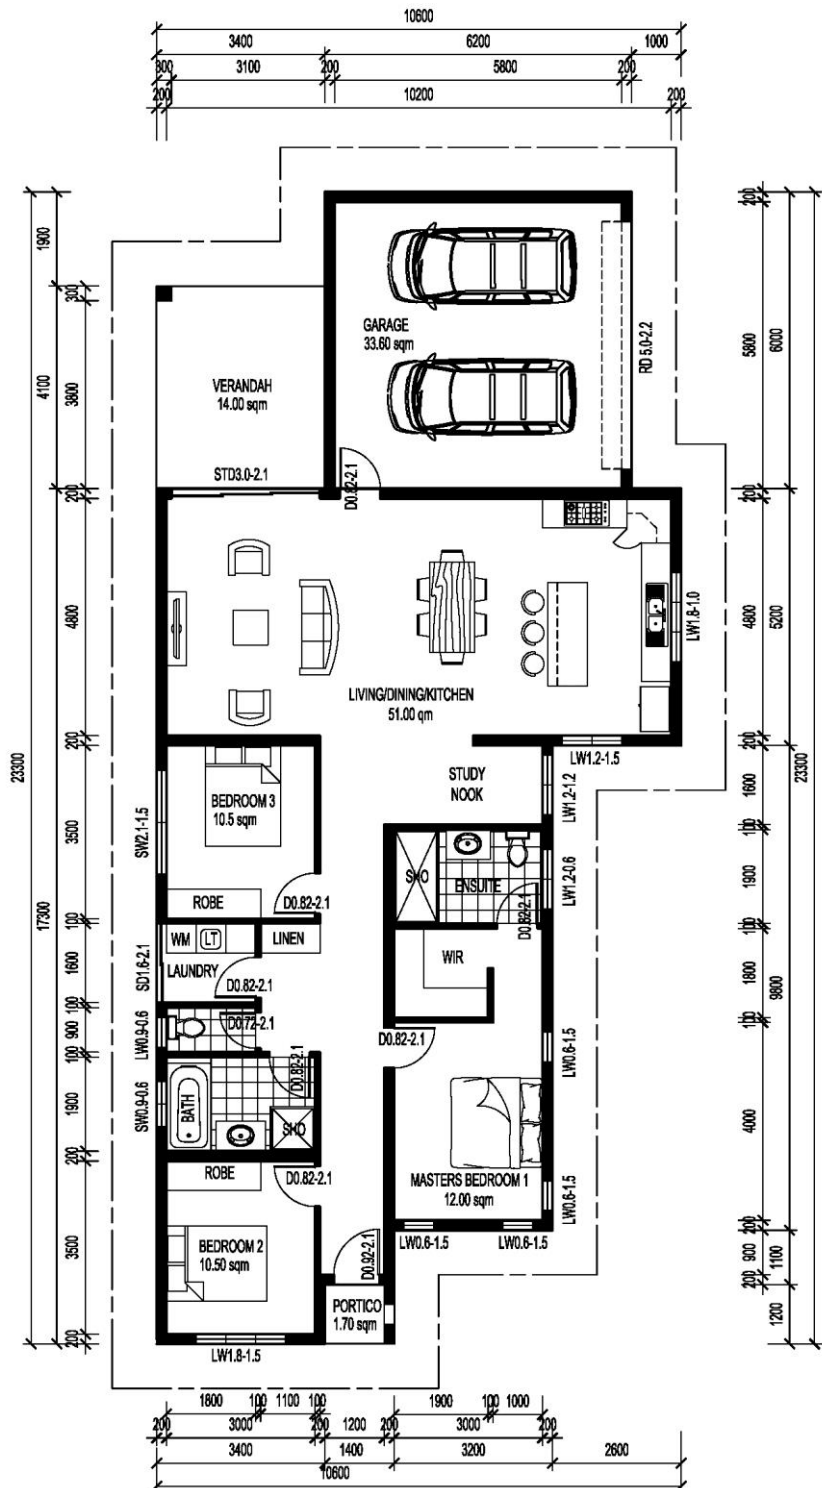 10600
3400 6200 1000
300 3100 200 5800 200
200 10200 200
1900
300
4100
3800
200
4800
200
23300
3500
17300
100
1600
100
900
100
1900
200
3500
200
200
5800
6000
200
4800
5200
200
23300
1600
100
1900
100
1800
9800
100
4000
200
900
1100
200
1200
GARAGE
33.60 sqm
RD 5.0-2.2
VERANDAH
14.00 sqm
STD3.0-2.1
D0.82-2.1
LW1.8-1.0
LIVING/DINING/KITCHEN
51.00 qm
LW1.2-1.5
STUDY
NOOK
LW1.2-1.2
BEDROOM 3
10.5 sqm
SW2.1-1.5
ROBE
D0.82-2.1
SHO
ENSUITE
LW1.2-0.6
D0.82-2.1
WM LT
LINEN
LAUNDRY
SD1.6-2.1
D0.82-2.1
WIR
D0.72-2.1
LW0.9-0.6
D0.82-2.1
D0.82-2.1
LW0.6-1.5
SW0.9-0.6
BATH
SHO
ROBE
D0.82-2.1
MASTERS BEDROOM 1
12.00 sqm
LW0.6-1.5
LW0.6-1.5 LW0.6-1.5
BEDROOM 2
10.50 sqm
D0.92-2.1
PORTICO
1.70 sqm
LW1.8-1.5
1800 100 1100 100 1900 100 1000
200 3000 200 1200 200 3000 200
3400 1400 3200 2600
10600